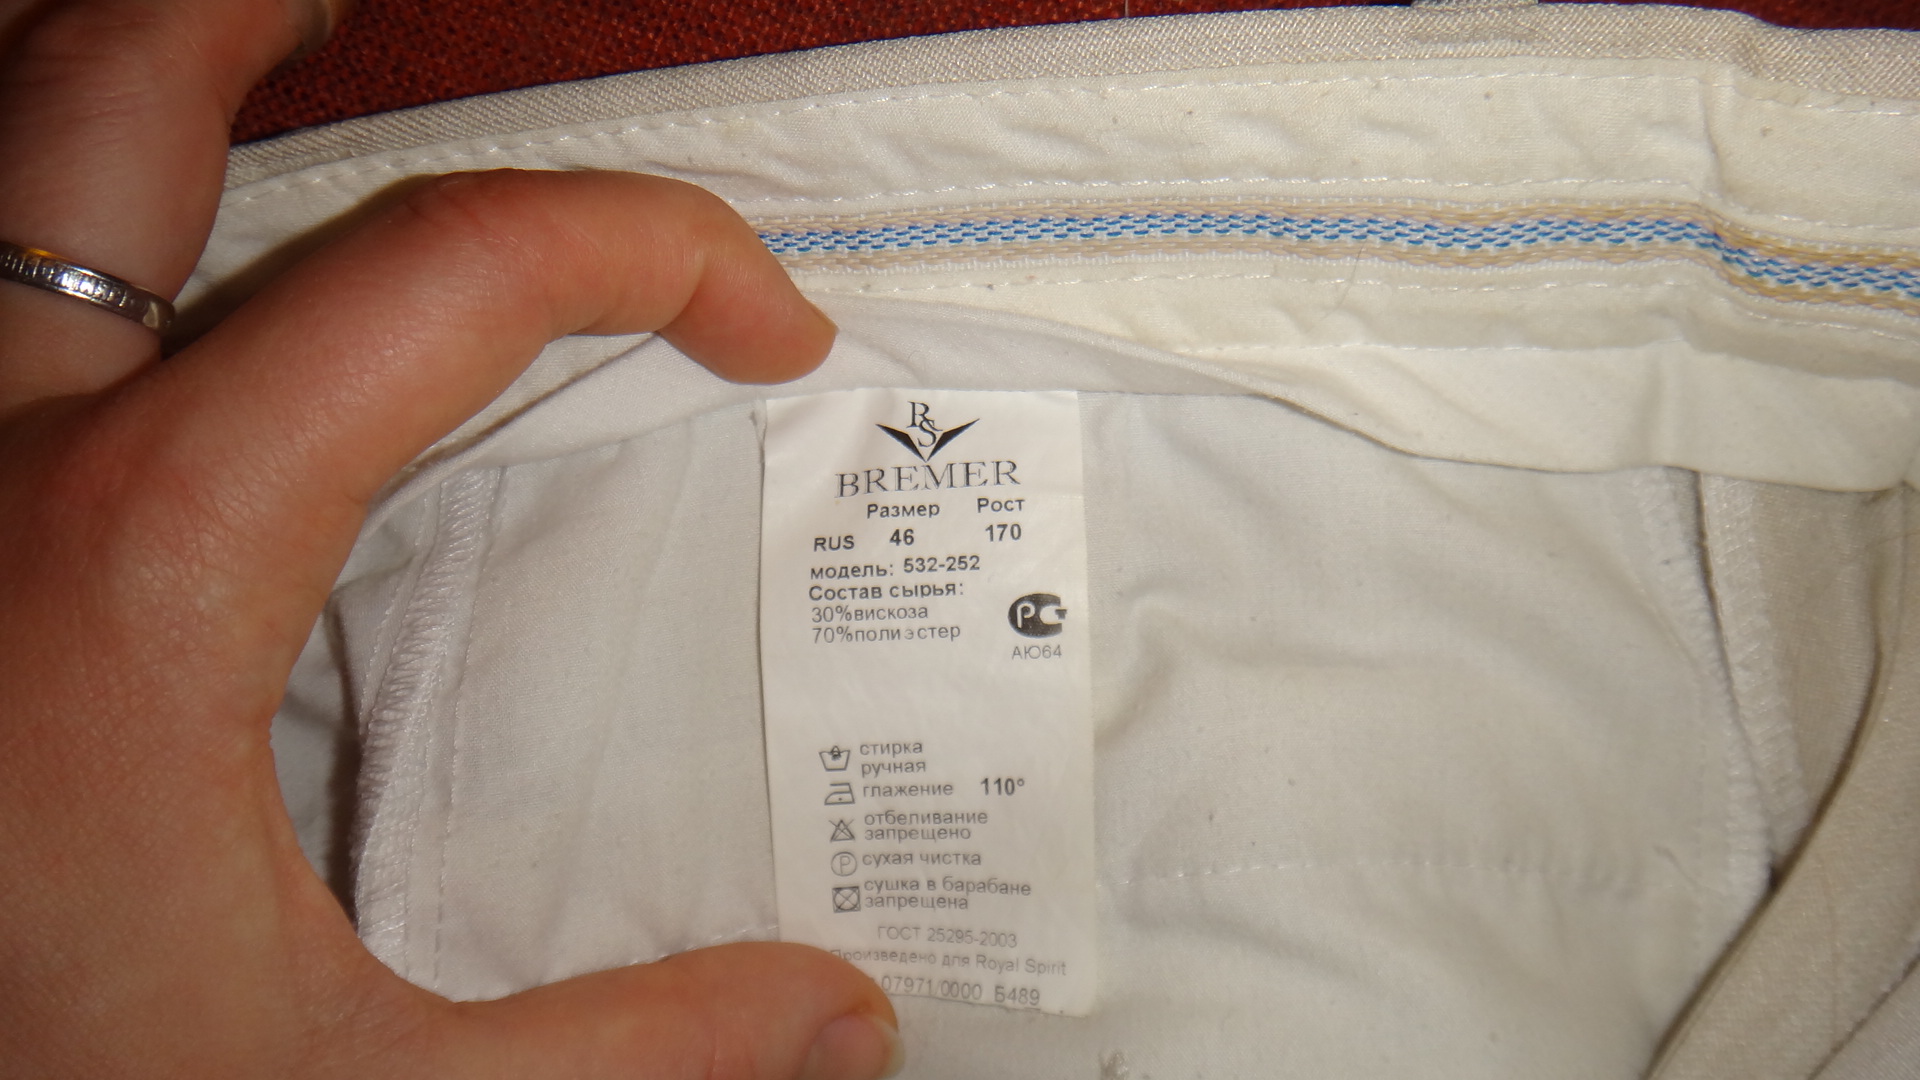 RS
BREMER
Размер Рост
RUS 46 170
модель: 532-252
Состав сырья:
30%вискоза
70%полиэстер
РС
АЮ64
стирка
ручная
глажение 110°
отбеливание
запрещено
P сухая чистка
сушка в барабане
запрещена
ГОСТ 25295-2003
Произведено для Royal Spirit
07971/0000 Б489